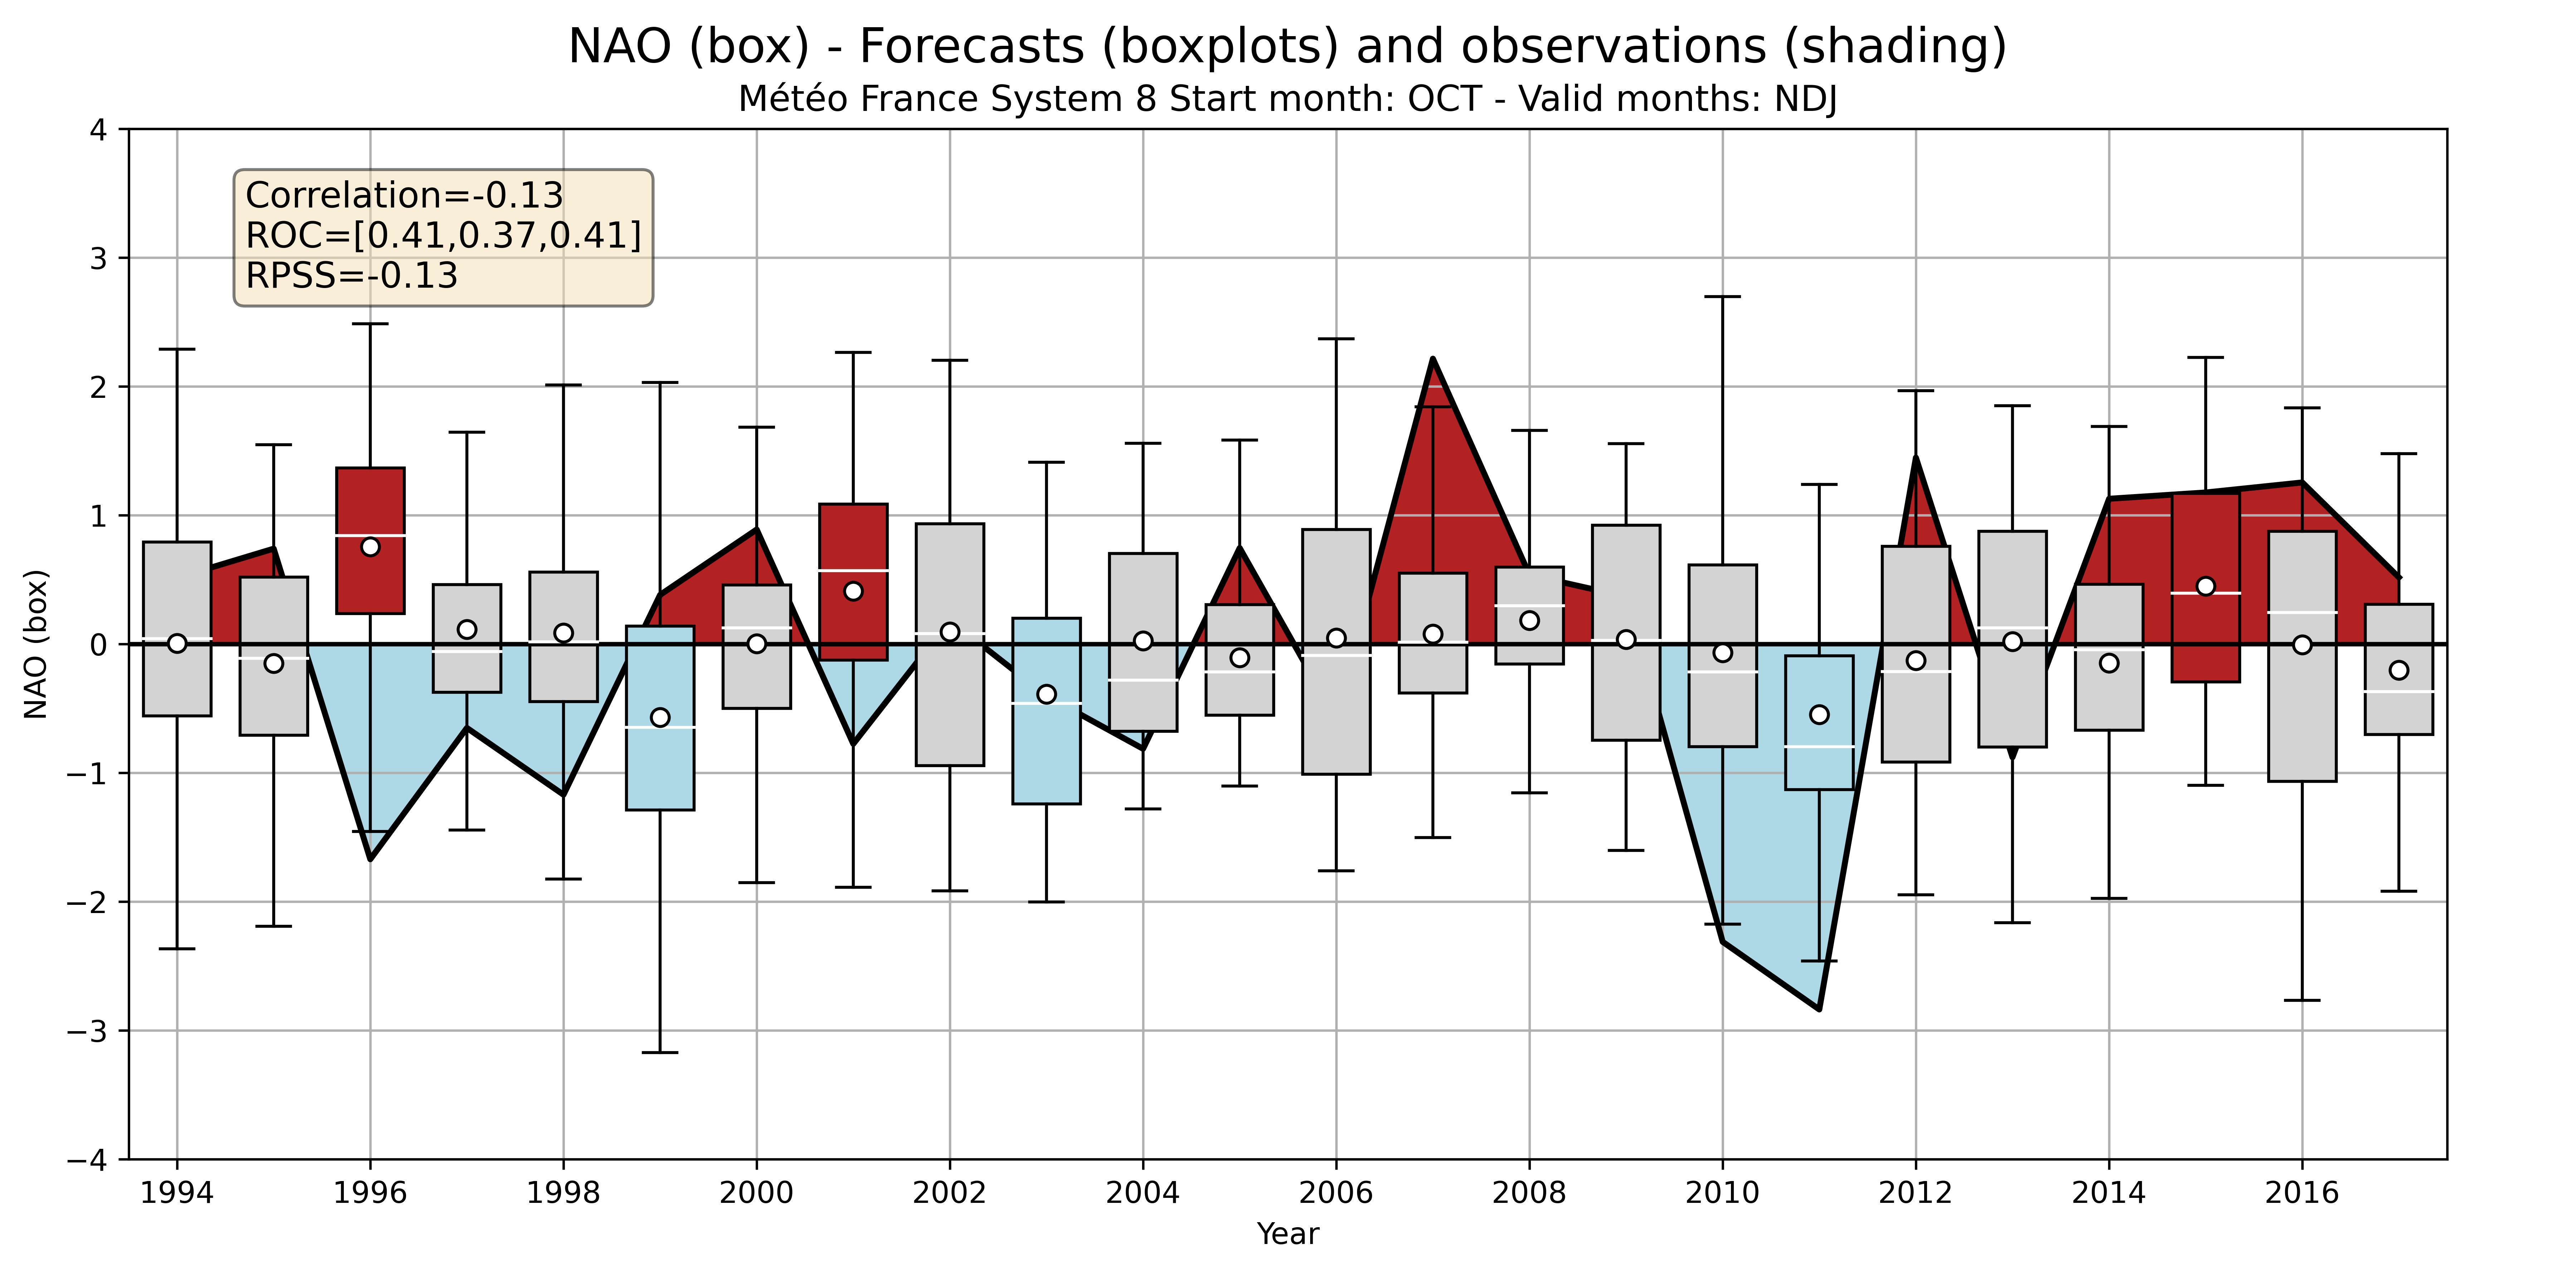 NAO (box) - Forecasts (boxplots) and observations (shading)
Météo France System 8 Start month: OCT - Valid months: NDJ
Correlation=-0.13
ROC=[0.41,0.37,0.41]
RPSS=-0.13
NAO (box)
4
3
2
1
0
−1
−2
−3
−4
1994 1996 1998 2000 2002 2004 2006 2008 2010 2012 2014 2016
Year